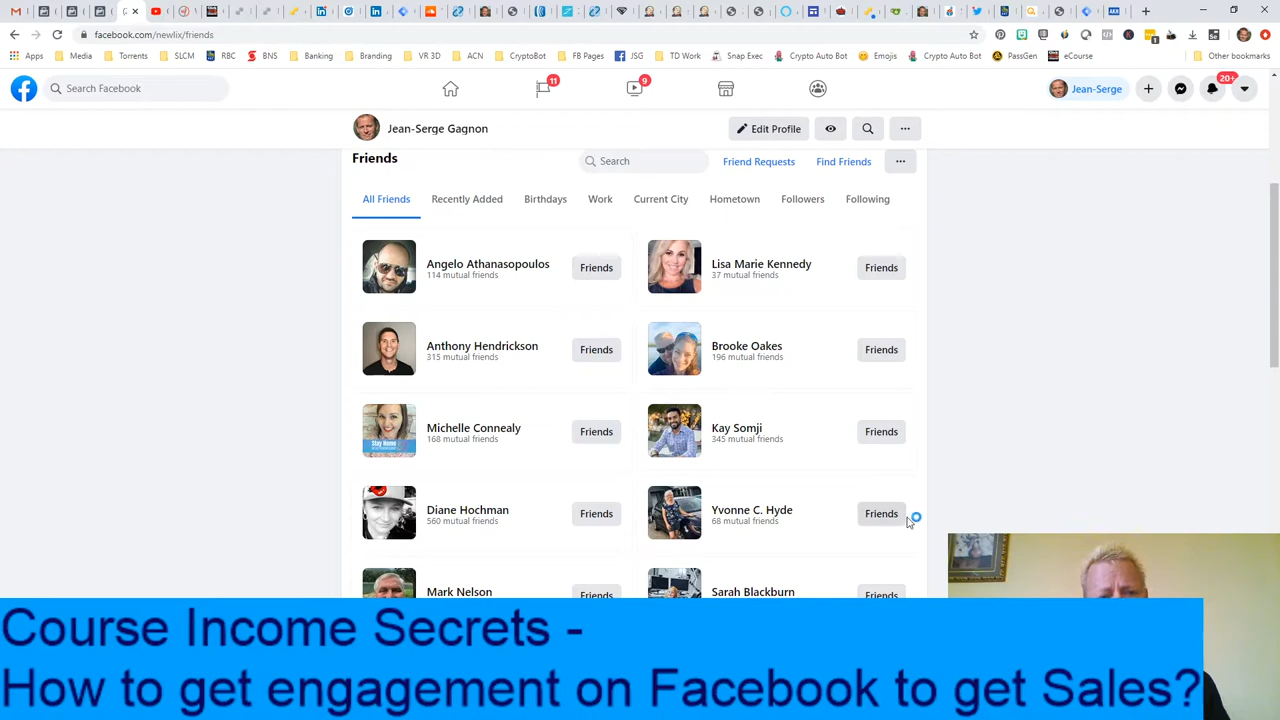 facebook.com/newlix/friends
Apps Media Torrents SLCM RBC BNS Banking Branding VR 3D ACN CryptoBot FB Pages JSG TD Work Snap Exec Crypto Auto Bot Emojis Crypto Auto Bot PassGen eCourse Other bookmarks
Search Facebook 11 9 Jean-Serge 20+
Jean-Serge Gagnon Edit Profile
Friends Search Friend Requests Find Friends
All Friends Recently Added Birthdays Work Current City Hometown Followers Following
Angelo Athanasopoulos
114 mutual friends
Friends
Lisa Marie Kennedy
37 mutual friends
Friends
Anthony Hendrickson
315 mutual friends
Friends
Brooke Oakes
196 mutual friends
Friends
Michelle Connealy
168 mutual friends
Friends
Kay Somji
345 mutual friends
Friends
Diane Hochman
560 mutual friends
Friends
Yvonne C. Hyde
68 mutual friends
Friends
Mark Nelson
Friends
Sarah Blackburn
Friends
Course Income Secrets -
How to get engagement on Facebook to get Sales?